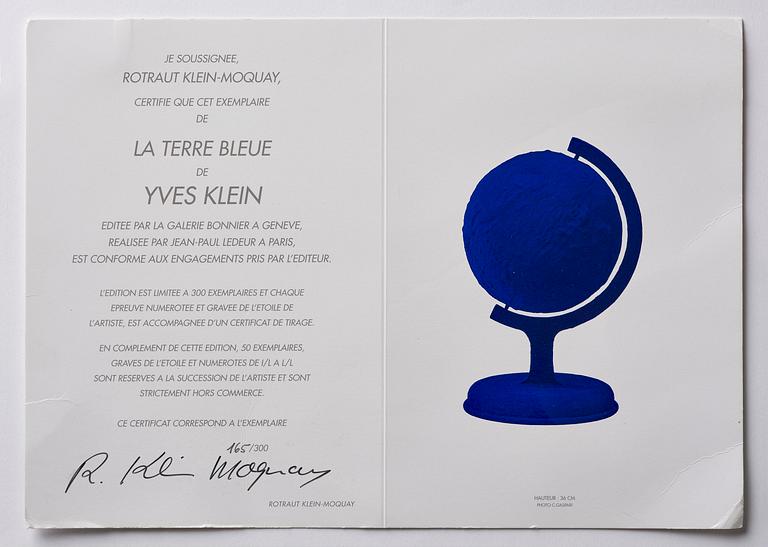 JE SOUSSIGNEE,
ROTRAUT KLEIN-MOQUAY,
CERTIFIE QUE CET EXEMPLAIRE
DE
LA TERRE BLEUE
DE
YVES KLEIN
EDITEE PAR LA GALERIE BONNIER A GENEVE,
REALISEE PAR JEAN-PAUL LEDEUR A PARIS,
EST CONFORME AUX ENGAGEMENTS PRIS PAR L'EDITEUR.
L'EDITION EST LIMITEE A 300 EXEMPLAIRES ET CHAQUE
EPREUVE NUMEROTEE ET GRAVEE DE L'ETOILE DE
L'ARTISTE, EST ACCOMPAGNEE D'UN CERTIFICAT DE TIRAGE.
EN COMPLEMENT DE CETTE EDITION, 50 EXEMPLAIRES,
GRAVES DE L'ETOILE ET NUMEROTES DE I/L A L/L
SONT RESERVES A LA SUCCESSION DE L'ARTISTE ET SONT
STRICTEMENT HORS COMMERCE.
CE CERTIFICAT CORRESPOND A L'EXEMPLAIRE
165/300
R. Klein Moquay
ROTRAUT KLEIN-MOQUAY
HAUTEUR : 36 CM
PHOTO C.GASPARI